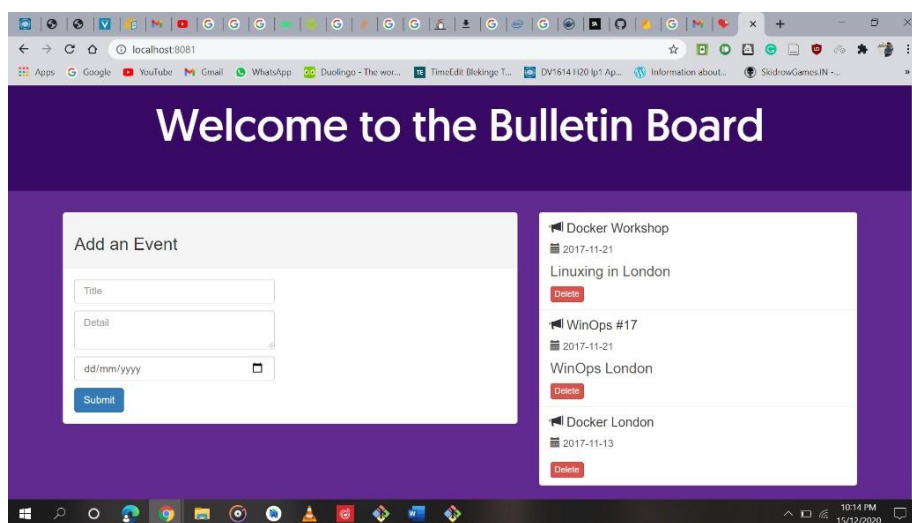 localhost:8081
Apps Google YouTube Gmail WhatsApp Duolingo - The wor... TimeEdit Blekinge T... DV1614 H20 lp1 Ap... Information about... SkidrowGames.IN -... »
Welcome to the Bulletin Board
Add an Event
Title
Detail
dd/mm/yyyy
Submit
Docker Workshop
2017-11-21
Linuxing in London
Delete
WinOps #17
2017-11-21
WinOps London
Delete
Docker London
2017-11-13
Delete
10:14 PM
15/12/2020